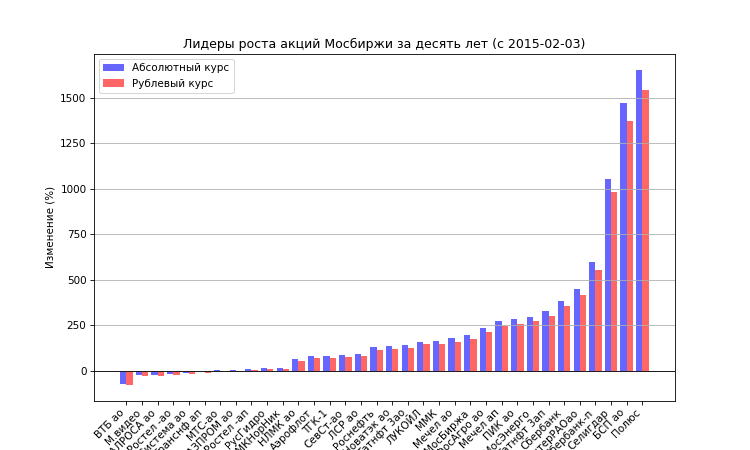 Лидеры роста акций Мосбиржи за десять лет (с 2015-02-03)
Абсолютный курс
Рублевый курс
Изменение (%)
1500
1250
1000
750
500
250
0
ВТБ ао
М.видео
АЛРОСА ао
Ростел -ао
Система ао
Транснф ап
МТС-ао
ГАЗПРОМ ао
Ростел -ап
РусГидро
ГМКНорНик
НЛМК ао
Аэрофлот
ТГК-1
СевСт-ао
ЛСР ао
Роснефть
Новатэк ао
Татнфт 3ао
ЛУКОЙЛ
ММК
Мечел ао
МосБиржа
РосАгро ао
Мечел ап
ПИК ао
МосЭнерго
Татнфт 3ап
Сбербанк
ИнтерРАОао
Сбербанк-п
Селигдар
БСП ао
Полюс